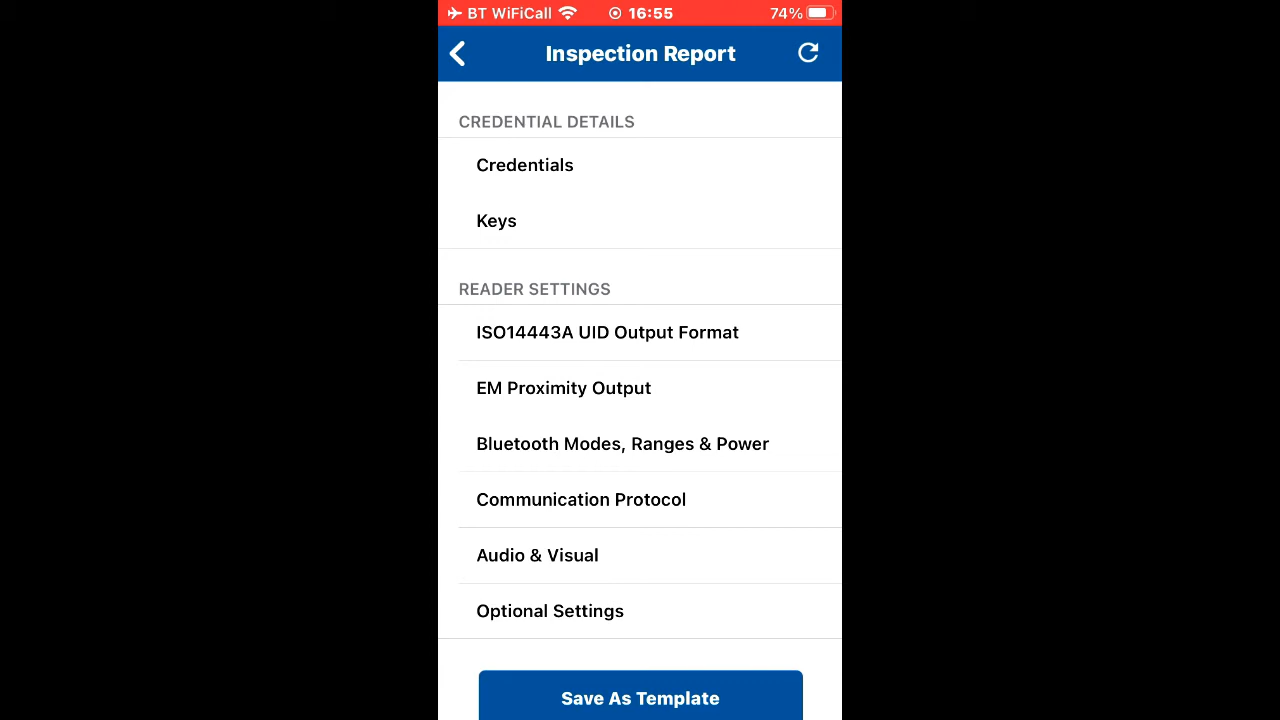 BT WiFiCall 16:55 74%
Inspection Report
CREDENTIAL DETAILS
Credentials
Keys
READER SETTINGS
ISO14443A UID Output Format
EM Proximity Output
Bluetooth Modes, Ranges & Power
Communication Protocol
Audio & Visual
Optional Settings
Save As Template